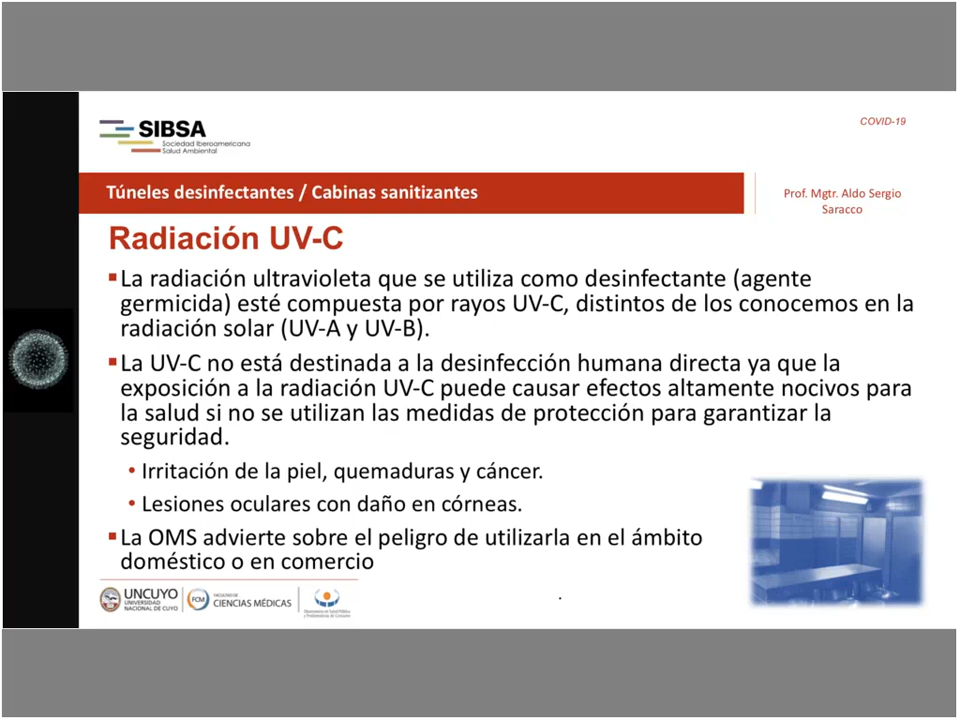 SIBSA
Sociedad Iberoamericana
Salud Ambiental
COVID-19
Túneles desinfectantes / Cabinas sanitizantes
Prof. Mgtr. Aldo Sergio
Saracco
Radiación UV-C
▪La radiación ultravioleta que se utiliza como desinfectante (agente
germicida) esté compuesta por rayos UV-C, distintos de los conocemos en la
radiación solar (UV-A y UV-B).
▪La UV-C no está destinada a la desinfección humana directa ya que la
exposición a la radiación UV-C puede causar efectos altamente nocivos para
la salud si no se utilizan las medidas de protección para garantizar la
seguridad.
• Irritación de la piel, quemaduras y cáncer.
• Lesiones oculares con daño en córneas.
▪La OMS advierte sobre el peligro de utilizarla en el ámbito
doméstico o en comercio
.
UNCUYO
UNIVERSIDAD
NACIONAL DE CUYO
FCM
FACULTAD DE
CIENCIAS MÉDICAS